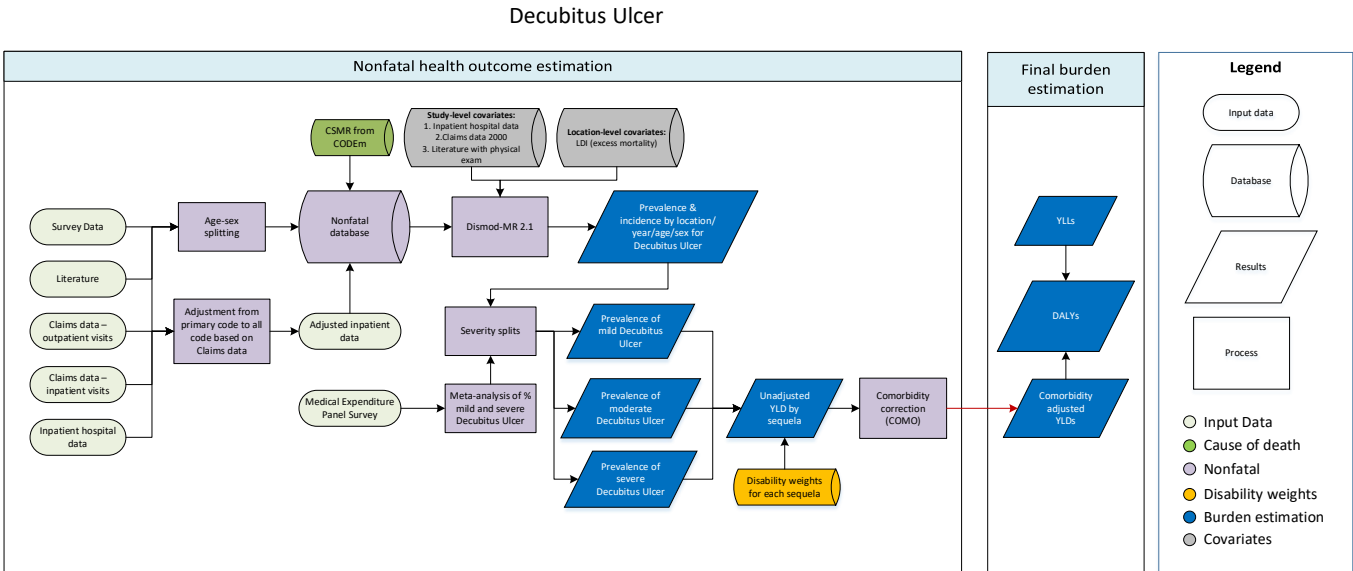 Decubitus Ulcer
Nonfatal health outcome estimation
CSMR from
CODEm
Study-level covariates:
1. Inpatient hospital data
2.Claims data 2000
3. Literature with physical
exam
Location-level covariates:
LDI (excess mortality)
Survey Data
Age-sex
splitting
Nonfatal
database
Dismod-MR 2.1
Prevalence &
incidence by location/
year/age/sex for
Decubitus Ulcer
Literature
Claims data –
outpatient visits
Adjustment from
primary code to all
code based on
Claims data
Adjusted inpatient
data
Severity splits
Prevalence of
mild Decubitus
Ulcer
Claims data –
inpatient visits
Inpatient hospital
data
Medical Expenditure
Panel Survey
Meta-analysis of %
mild and severe
Decubitus Ulcer
Prevalence of
moderate
Decubitus Ulcer
Prevalence of
severe
Decubitus Ulcer
Unadjusted
YLD by
sequela
Disability weights
for each sequela
Comorbidity
correction
(COMO)
Final burden
estimation
YLLs
DALYs
Comorbidity
adjusted
YLDs
Legend
Input data
Database
Results
Process
Input Data
Cause of death
Nonfatal
Disability weights
Burden estimation
Covariates